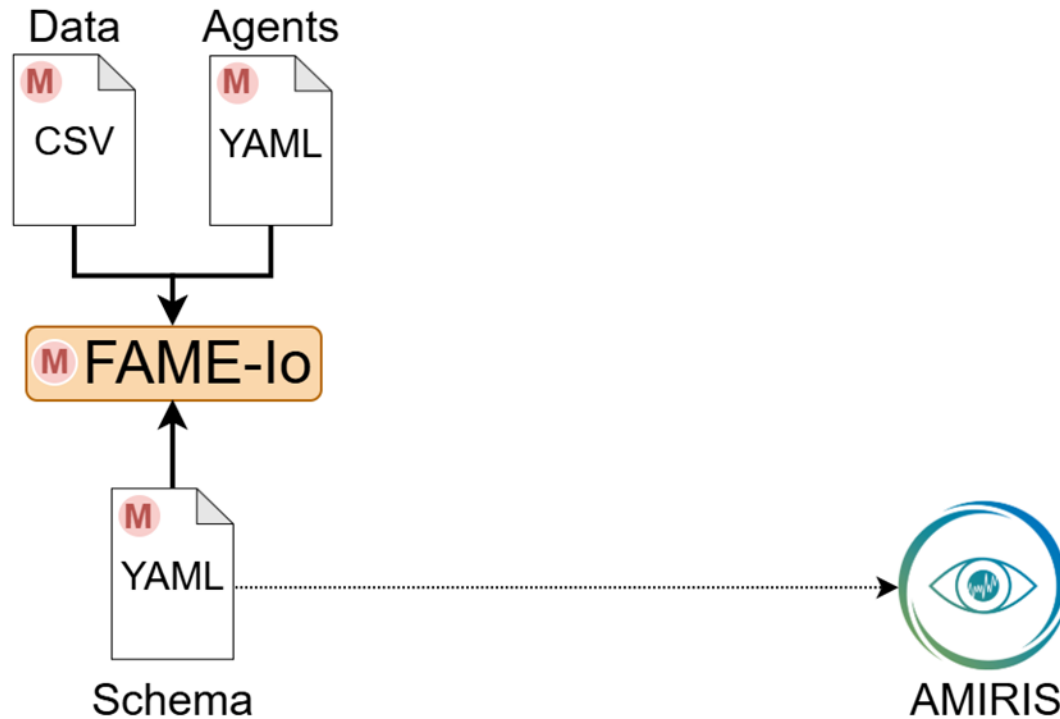 Data Agents
M M
CSV YAML
M FAME-Io
M
YAML
Schema AMIRIS